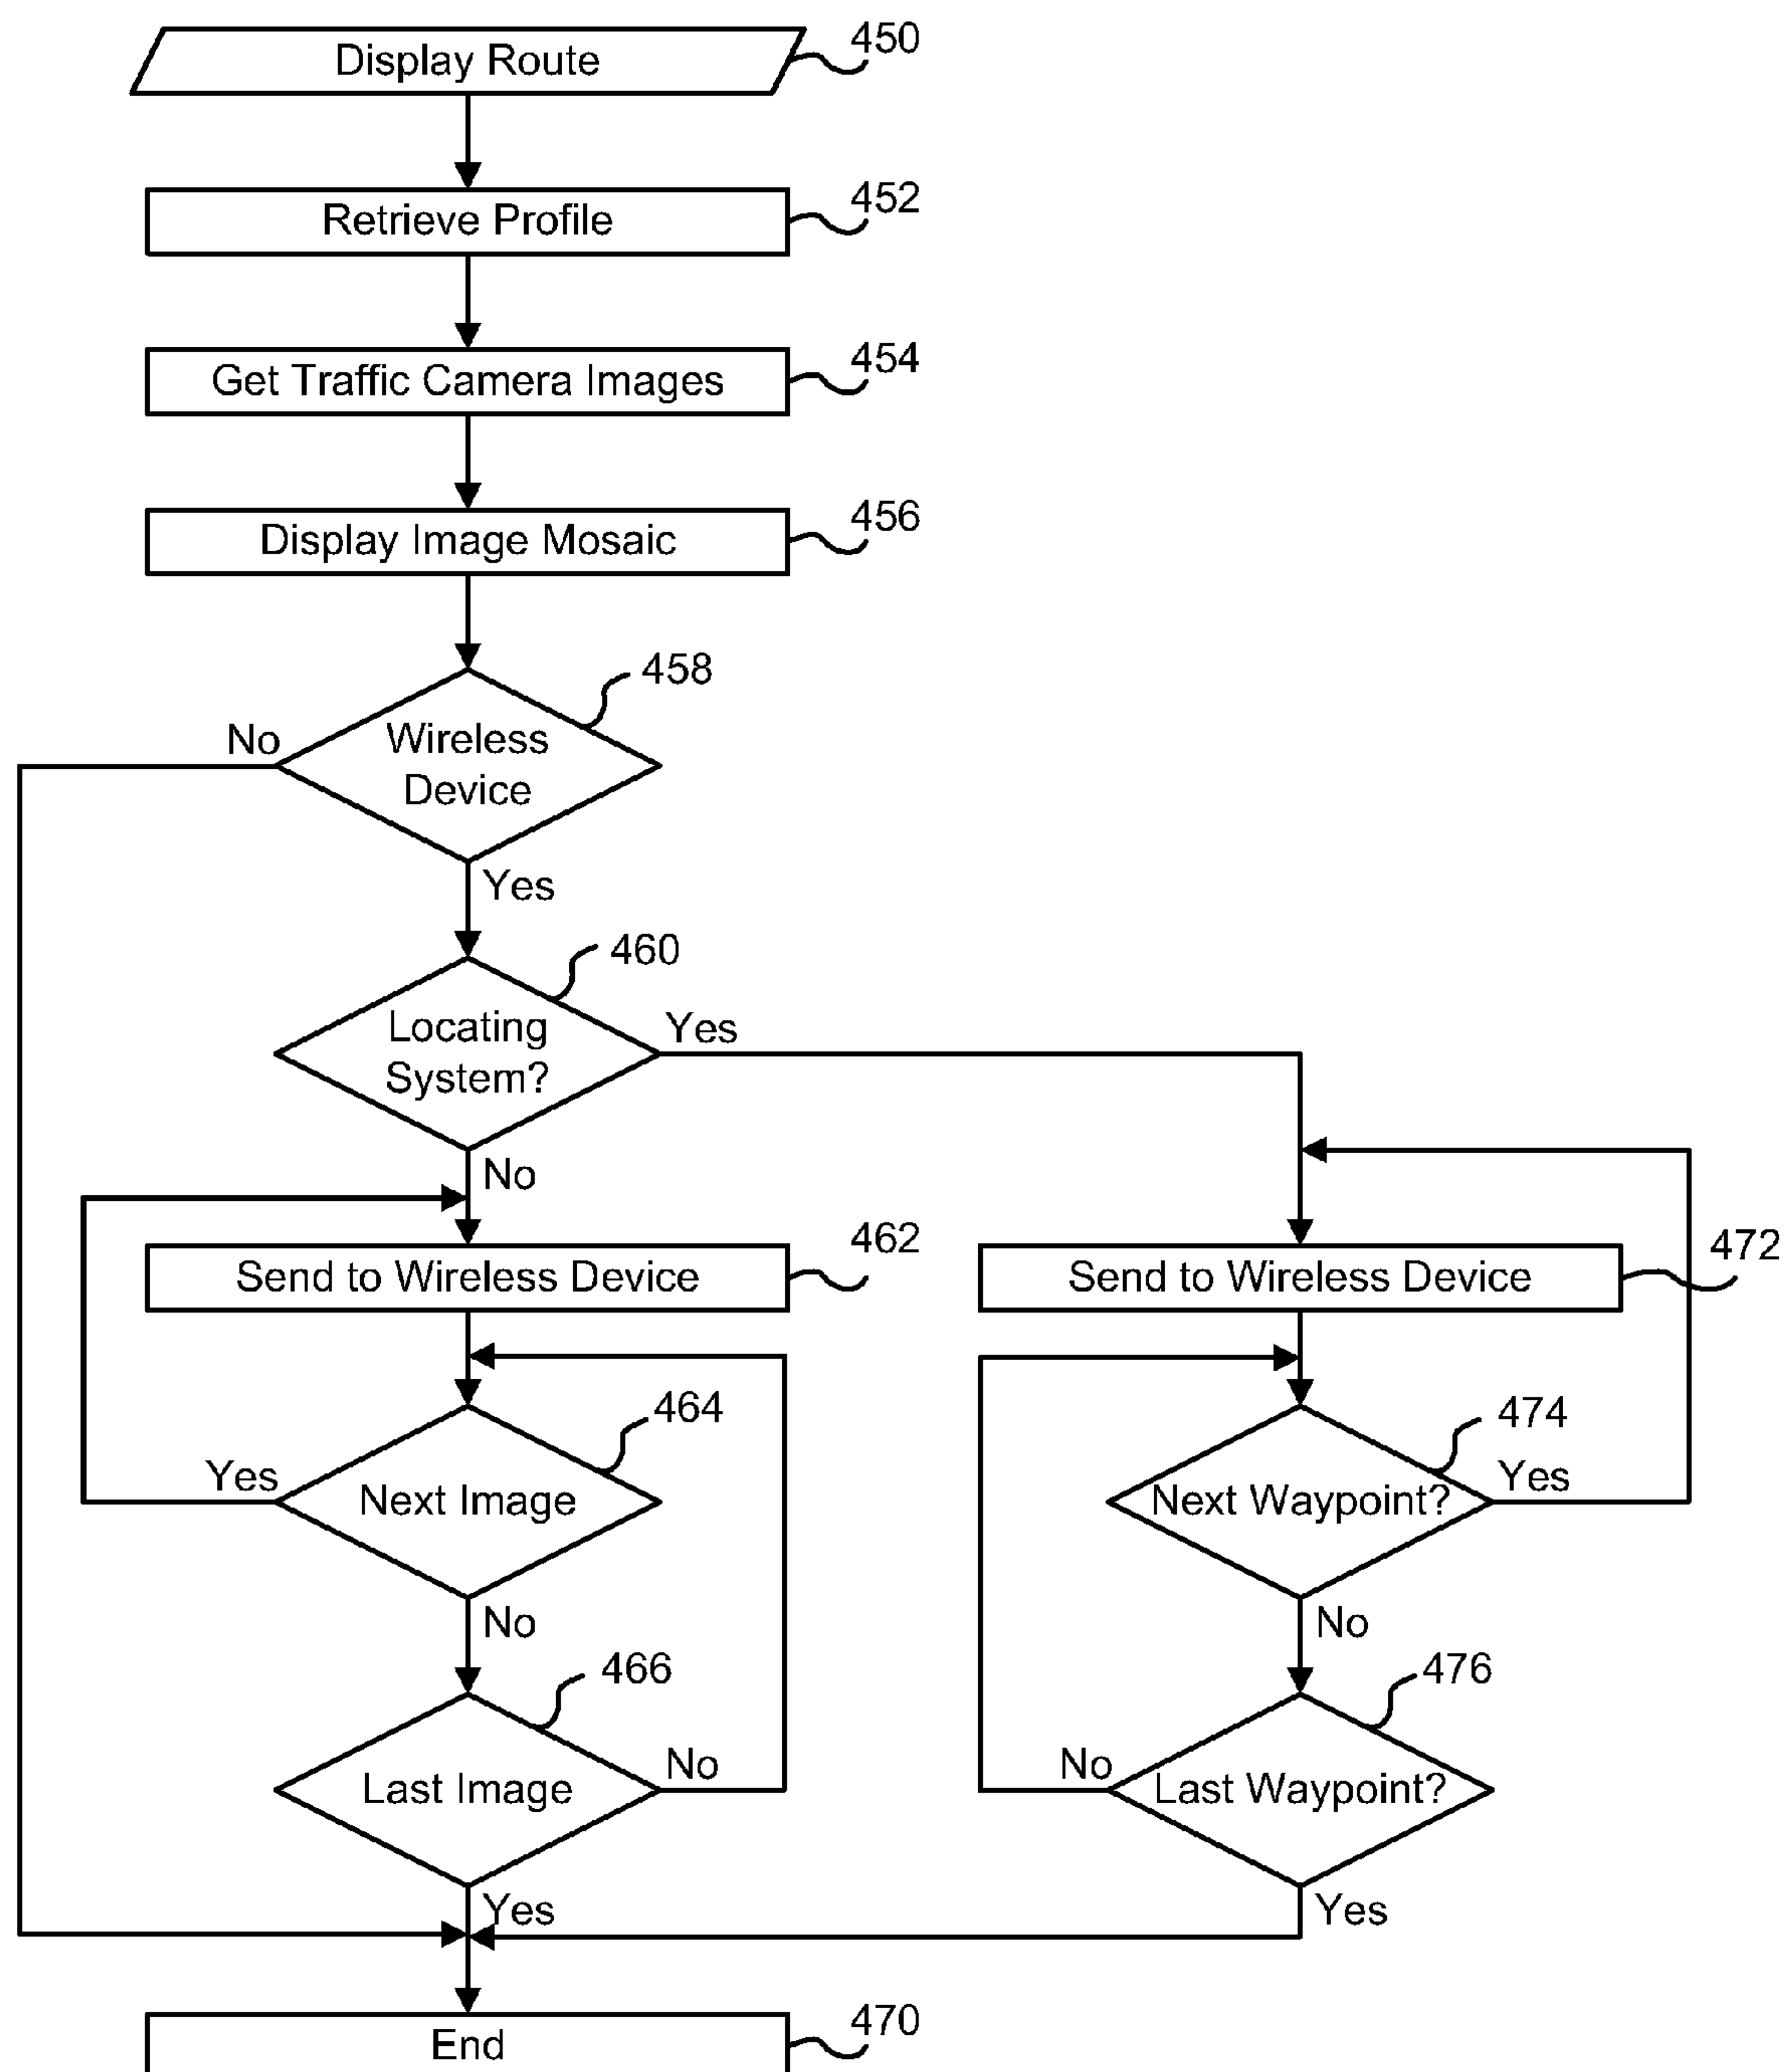 Display Route
450
Retrieve Profile
452
Get Traffic Camera Images
454
Display Image Mosaic
456
458
Wireless
Device
No
Yes
460
Locating
System?
Yes
No
Send to Wireless Device
462
Send to Wireless Device
472
464
Next Image
Yes
No
474
Next Waypoint?
Yes
No
466
Last Image
No
Yes
476
Last Waypoint?
No
Yes
End
470